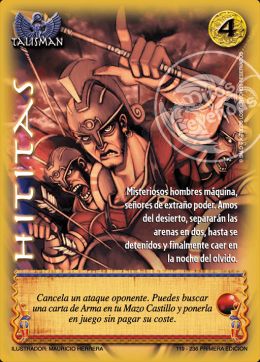 TALISMAN
4
HITITAS
Misteriosos hombres máquina,
señores de extraño poder. Amos
del desierto, separarán las
arenas en dos, hasta se
detenidos y finalmente caer en
la noche del olvido.
Cancela un ataque oponente. Puedes buscar
una carta de Arma en tu Mazo Castillo y ponerla
en juego sin pagar su coste.
ILUSTRADOR: MAURICIO HERRERA